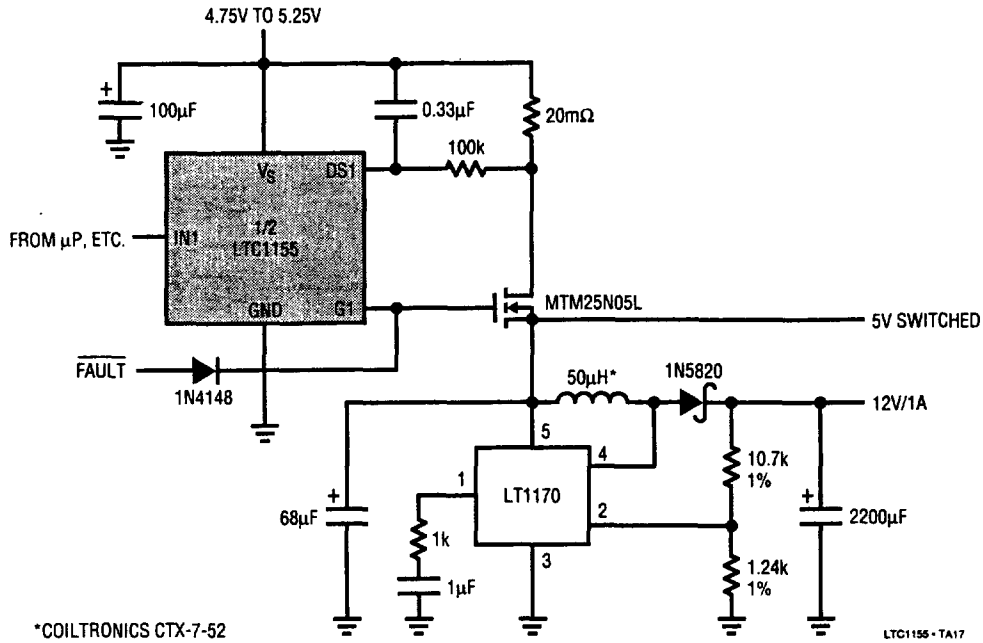 4.75V TO 5.25V
+
100µF
0.33µF
20mΩ
100k
VS
DS1
1/2
LTC1155
FROM µP, ETC.
IN1
GND
G1
MTM25N05L
5V SWITCHED
FAULT
1N4148
50µH*
1N5820
12V/1A
5
4
1
LT1170
2
3
10.7k
1%
+
68µF
1k
1µF
+
2200µF
1.24k
1%
*COILTRONICS CTX-7-52
LTC1155 • TA17